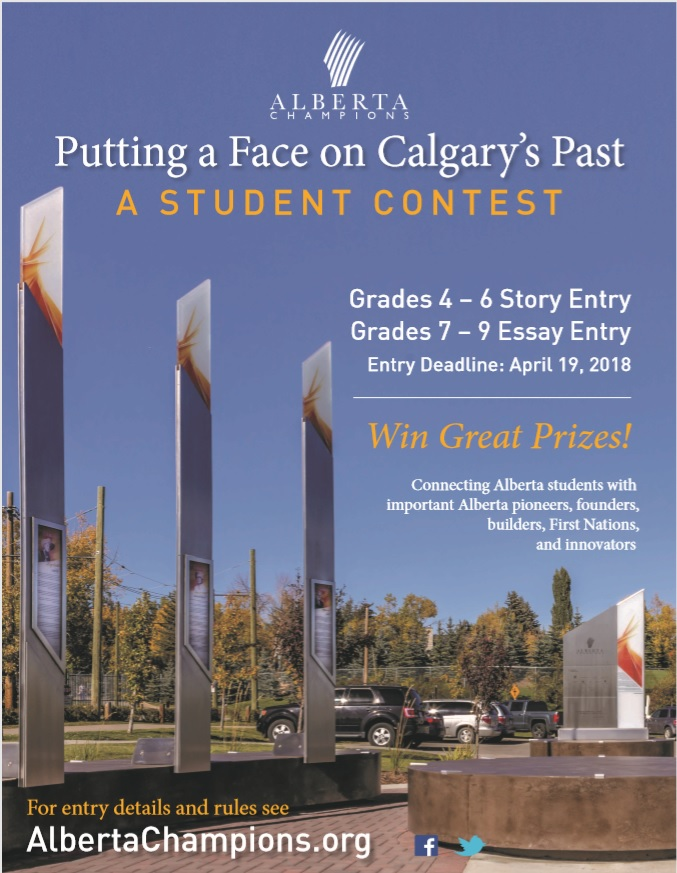 ALBERTA
CHAMPIONS
Putting a Face on Calgary's Past
A STUDENT CONTEST
Grades 4 – 6 Story Entry
Grades 7 – 9 Essay Entry
Entry Deadline: April 19, 2018
Win Great Prizes!
Connecting Alberta students with
important Alberta pioneers, founders,
builders, First Nations,
and innovators
ALBERTA
For entry details and rules see
AlbertaChampions.org